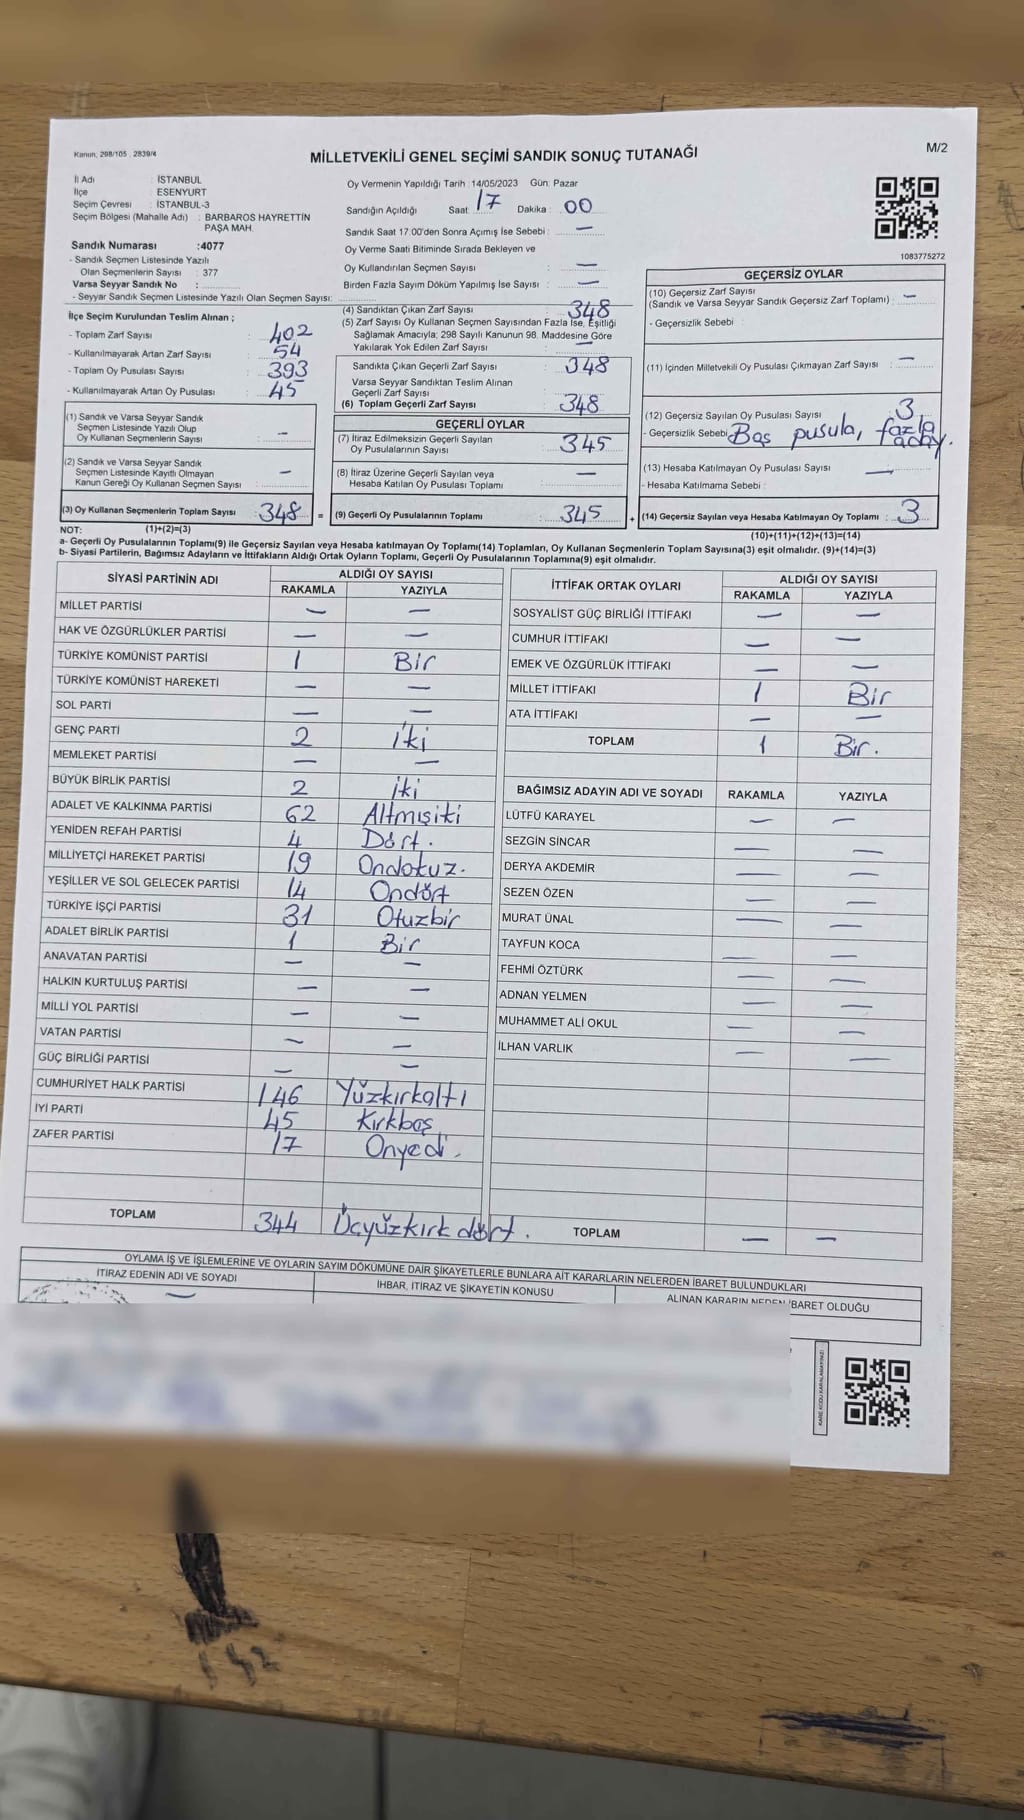 Kanun, 298/105 . 2839/4
MİLLETVEKİLİ GENEL SEÇİMİ SANDIK SONUÇ TUTANAĞI
M/2
İl Adı : İSTANBUL
İlçe : ESENYURT
Seçim Çevresi : İSTANBUL-3
Seçim Bölgesi (Mahalle Adı) : BARBAROS HAYRETTİN PAŞA MAH.
Sandık Numarası :4077
- Sandık Seçmen Listesinde Yazılı
Olan Seçmenlerin Sayısı : 377
Varsa Seyyar Sandık No :
- Seyyar Sandık Seçmen Listesinde Yazılı Olan Seçmen Sayısı:
Oy Vermenin Yapıldığı Tarih :14/05/2023 Gün: Pazar
Sandığın Açıldığı Saat : 17 Dakika : 00
Sandık Saat 17:00'den Sonra Açımış İse Sebebi : —
Oy Verme Saati Bitiminde Sırada Bekleyen ve
Oy Kullandırılan Seçmen Sayısı : —
Birden Fazla Sayım Döküm Yapılmış İse Sayısı : —
1083775272
İlçe Seçim Kurulundan Teslim Alınan ;
- Toplam Zarf Sayısı : 402
- Kullanılmayarak Artan Zarf Sayısı : 54
- Toplam Oy Pusulası Sayısı : 393
- Kullanılmayarak Artan Oy Pusulası : 45
(1) Sandık ve Varsa Seyyar Sandık
Seçmen Listesinde Yazılı Olup
Oy Kullanan Seçmenlerin Sayısı : —
(2) Sandık ve Varsa Seyyar Sandık
Seçmen Listesinde Kayıtlı Olmayan
Kanun Gereği Oy Kullanan Seçmen Sayısı : —
(3) Oy Kullanan Seçmenlerin Toplam Sayısı : 348 =
(4) Sandıktan Çıkan Zarf Sayısı : 348
(5) Zarf Sayısı Oy Kullanan Seçmen Sayısından Fazla İse, Eşitliği
Sağlamak Amacıyla; 298 Sayılı Kanunun 98. Maddesine Göre
Yakılarak Yok Edilen Zarf Sayısı : —
Sandıkta Çıkan Geçerli Zarf Sayısı : 348
Varsa Seyyar Sandıktan Teslim Alınan
Geçerli Zarf Sayısı :
(6) Toplam Geçerli Zarf Sayısı : 348
GEÇERLİ OYLAR
(7) İtiraz Edilmeksizin Geçerli Sayılan
Oy Pusulalarının Sayısı : 345
(8) İtiraz Üzerine Geçerli Sayılan veya
Hesaba Katılan Oy Pusulası Toplamı : —
(9) Geçerli Oy Pusulalarının Toplamı : 345 +
GEÇERSİZ OYLAR
(10) Geçersiz Zarf Sayısı
(Sandık ve Varsa Seyyar Sandık Geçersiz Zarf Toplamı) : —
- Geçersizlik Sebebi :
(11) İçinden Milletvekili Oy Pusulası Çıkmayan Zarf Sayısı : —
(12) Geçersiz Sayılan Oy Pusulası Sayısı : 3
- Geçersizlik Sebebi : Boş pusula, fazla aday.
(13) Hesaba Katılmayan Oy Pusulası Sayısı : —
- Hesaba Katılmama Sebebi :
(14) Geçersiz Sayılan veya Hesaba Katılmayan Oy Toplamı : 3
NOT: (1)+(2)=(3) (10)+(11)+(12)+(13)=(14)
a- Geçerli Oy Pusulalarının Toplamı(9) ile Geçersiz Sayılan veya Hesaba katılmayan Oy Toplamı(14) Toplamları, Oy Kullanan Seçmenlerin Toplam Sayısına(3) eşit olmalıdır. (9)+(14)=(3)
b- Siyasi Partilerin, Bağımsız Adayların ve İttifakların Aldığı Ortak Oyların Toplamı, Geçerli Oy Pusulalarının Toplamına(9) eşit olmalıdır.
SİYASİ PARTİNİN ADI ALDIĞI OY SAYISI
RAKAMLA YAZIYLA
MİLLET PARTİSİ — —
HAK VE ÖZGÜRLÜKLER PARTİSİ — —
TÜRKİYE KOMÜNİST PARTİSİ 1 Bir
TÜRKİYE KOMÜNİST HAREKETİ — —
SOL PARTİ — —
GENÇ PARTİ 2 İki
MEMLEKET PARTİSİ — —
BÜYÜK BİRLİK PARTİSİ 2 İki
ADALET VE KALKINMA PARTİSİ 62 Altmışiki
YENİDEN REFAH PARTİSİ 4 Dört.
MİLLİYETÇİ HAREKET PARTİSİ 19 Ondokuz.
YEŞİLLER VE SOL GELECEK PARTİSİ 14 Ondört
TÜRKİYE İŞÇİ PARTİSİ 31 Otuzbir
ADALET BİRLİK PARTİSİ 1 Bir
ANAVATAN PARTİSİ — —
HALKIN KURTULUŞ PARTİSİ — —
MİLLİ YOL PARTİSİ — —
VATAN PARTİSİ — —
GÜÇ BİRLİĞİ PARTİSİ — —
CUMHURİYET HALK PARTİSİ 146 Yüzkırkaltı
İYİ PARTİ 45 Kırkbeş
ZAFER PARTİSİ 17 Onyedi.
TOPLAM 344 Üçyüzkırkdört.
İTTİFAK ORTAK OYLARI ALDIĞI OY SAYISI
RAKAMLA YAZIYLA
SOSYALİST GÜÇ BİRLİĞİ İTTİFAKI — —
CUMHUR İTTİFAKI — —
EMEK VE ÖZGÜRLÜK İTTİFAKI — —
MİLLET İTTİFAKI 1 Bir
ATA İTTİFAKI — —
TOPLAM 1 Bir.
BAĞIMSIZ ADAYIN ADI VE SOYADI RAKAMLA YAZIYLA
LÜTFÜ KARAYEL — —
SEZGİN SİNCAR — —
DERYA AKDEMİR — —
SEZEN ÖZEN — —
MURAT ÜNAL — —
TAYFUN KOCA — —
FEHMİ ÖZTÜRK — —
ADNAN YELMEN — —
MUHAMMET ALİ OKUL — —
İLHAN VARLIK — —
TOPLAM — —
OYLAMA İŞ VE İŞLEMLERİNE VE OYLARIN SAYIM DÖKÜMÜNE DAİR ŞİKAYETLERLE BUNLARA AİT KARARLARIN NELERDEN İBARET BULUNDUKLARI
İTİRAZ EDENİN ADI VE SOYADI İHBAR, İTİRAZ VE ŞİKAYETİN KONUSU ALINAN KARARIN NEDEN İBARET OLDUĞU
—
KARE KODU KARALAMAYINIZ!